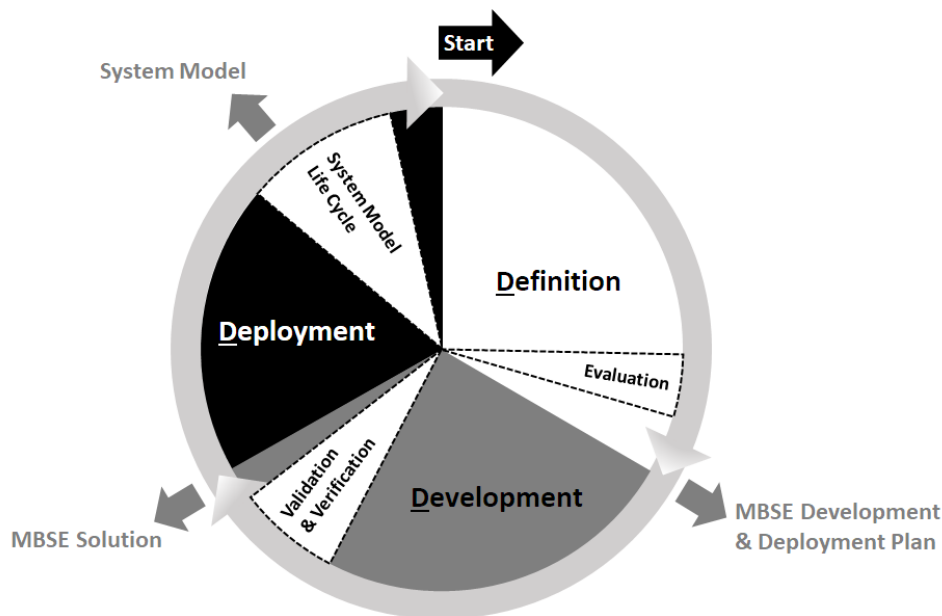 Start
System Model
System Model
Life Cycle
Definition
Deployment
Evaluation
Validation
& Verification
Development
MBSE Solution
MBSE Development
& Deployment Plan